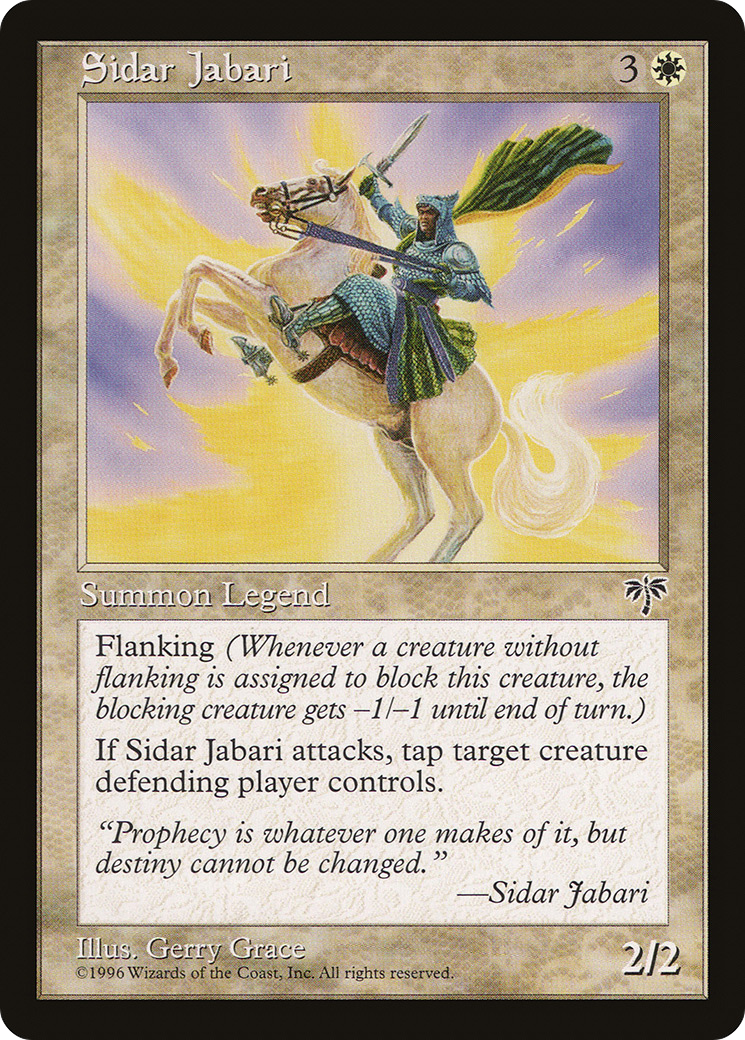 Sidar Jabari 3
Summon Legend
Flanking (Whenever a creature without
flanking is assigned to block this creature, the
blocking creature gets –1/–1 until end of turn.)
If Sidar Jabari attacks, tap target creature
defending player controls.
“Prophecy is whatever one makes of it, but
destiny cannot be changed.”
—Sidar Jabari
Illus. Gerry Grace
©1996 Wizards of the Coast, Inc. All rights reserved.
2/2